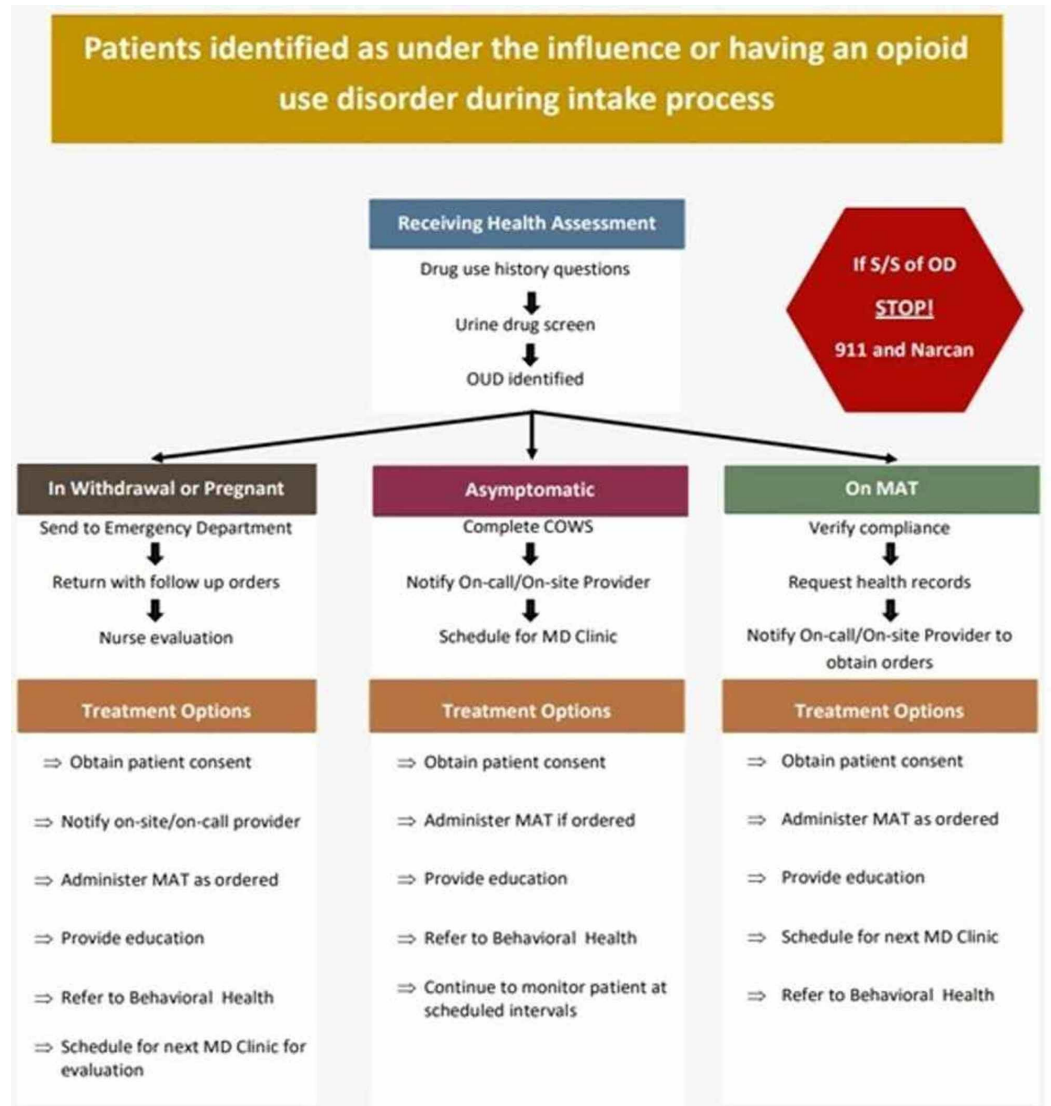 Patients identified as under the influence or having an opioid
use disorder during intake process
Receiving Health Assessment
Drug use history questions
Urine drug screen
OUD identified
If S/S of OD
STOP!
911 and Narcan
In Withdrawal or Pregnant
Send to Emergency Department
Return with follow up orders
Nurse evaluation
Treatment Options
⇒ Obtain patient consent
⇒ Notify on-site/on-call provider
⇒ Administer MAT as ordered
⇒ Provide education
⇒ Refer to Behavioral Health
⇒ Schedule for next MD Clinic for
evaluation
Asymptomatic
Complete COWS
Notify On-call/On-site Provider
Schedule for MD Clinic
Treatment Options
⇒ Obtain patient consent
⇒ Administer MAT if ordered
⇒ Provide education
⇒ Refer to Behavioral Health
⇒ Continue to monitor patient at
scheduled intervals
On MAT
Verify compliance
Request health records
Notify On-call/On-site Provider to
obtain orders
Treatment Options
⇒ Obtain patient consent
⇒ Administer MAT as ordered
⇒ Provide education
⇒ Schedule for next MD Clinic
⇒ Refer to Behavioral Health